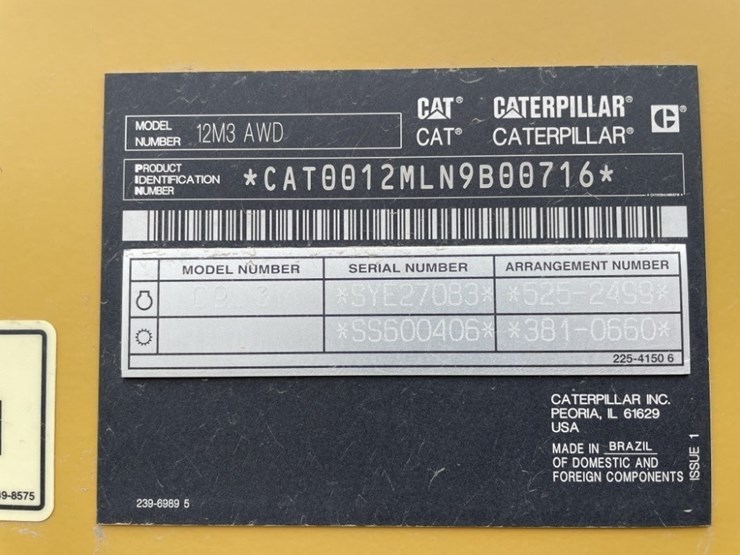 CAT® CATERPILLAR® C®
MODEL NUMBER 12M3 AWD
CAT® CATERPILLAR®
PRODUCT IDENTIFICATION NUMBER *CAT0012MLN9B00716*
MODEL NUMBER SERIAL NUMBER ARRANGEMENT NUMBER
*SYE27083* *525-2499*
*SS600406* *381-0660*
225-4150 6
CATERPILLAR INC.
PEORIA, IL 61629
USA
MADE IN BRAZIL
OF DOMESTIC AND
FOREIGN COMPONENTS
ISSUE 1
239-6989 5
9-8575